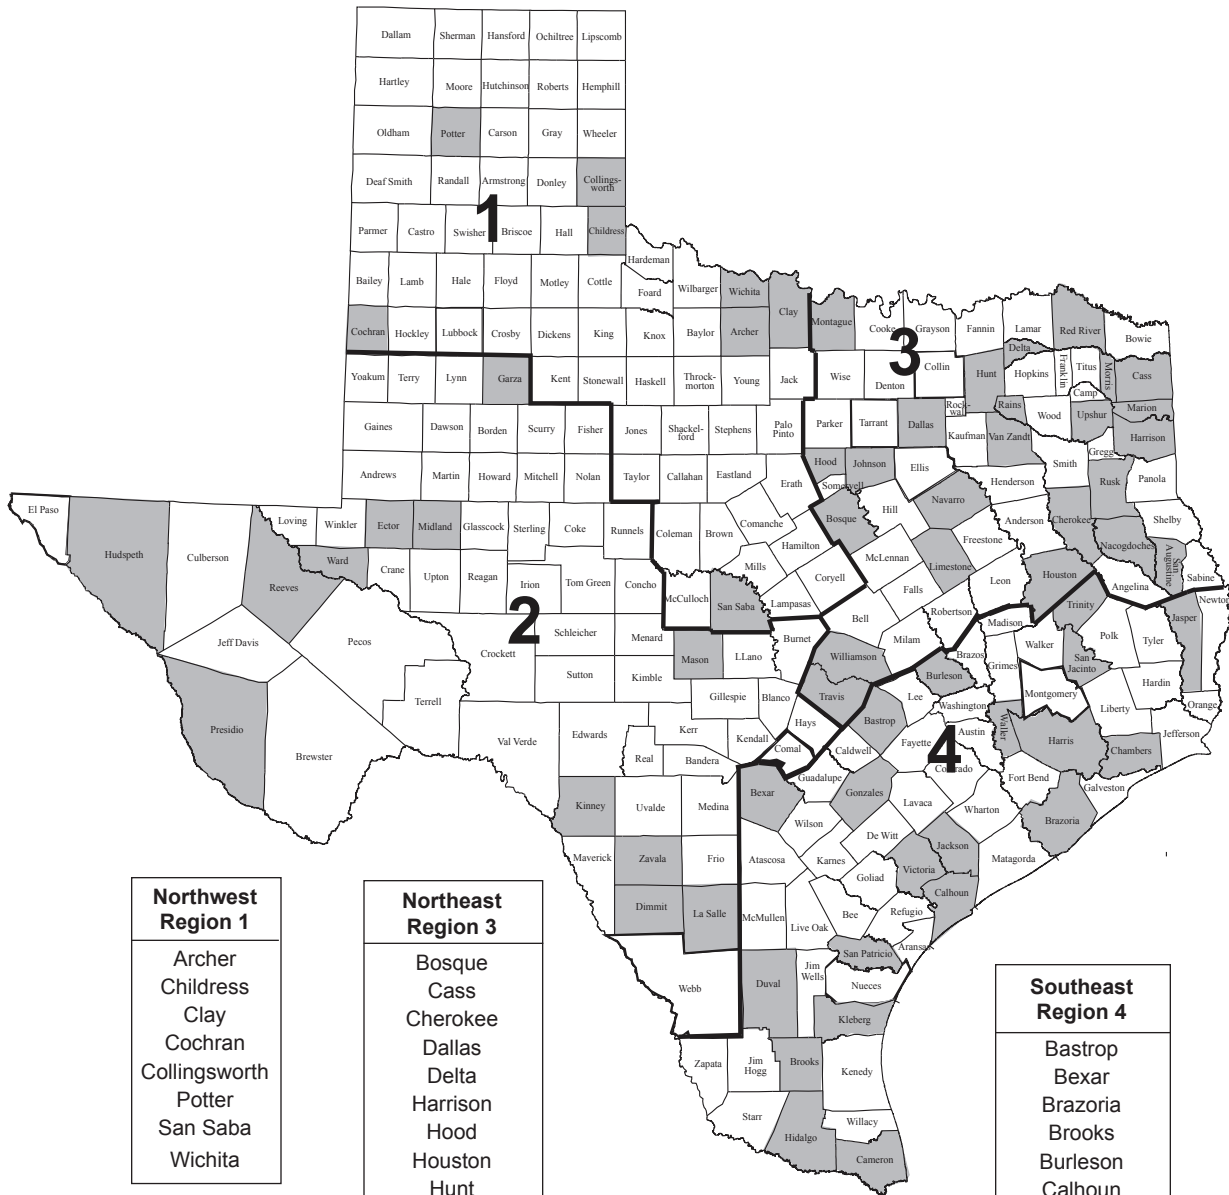 Dallam Sherman Hansford Ochiltree Lipscomb
Hartley Moore Hutchinson Roberts Hemphill
Oldham Potter Carson Gray Wheeler
Deaf Smith Randall Armstrong Donley Collings-
worth
1
Parmer Castro Swisher Briscoe Hall Childress
Hardeman
Bailey Lamb Hale Floyd Motley Cottle
Foard Wilbarger Wichita Clay
Cochran Hockley Lubbock Crosby Dickens King Knox Baylor Archer
Montague Cooke Grayson Fannin Lamar Red River Bowie
3
Delta
Yoakum Terry Lynn Garza Kent Stonewall Haskell Throck-
morton Young Jack
Wise Denton Collin Hunt Hopkins Franklin Titus Morris Cass
Camp
Gaines Dawson Borden Scurry Fisher Jones Shackel-
ford Stephens Palo
Pinto
Parker Tarrant Dallas Rock-
wal Rains Wood Upshur Marion
Kaufman Van Zandt Gregg Harrison
Andrews Martin Howard Mitchell Nolan Taylor Callahan Eastland
Erath Hood Johnson Ellis Smith Rusk Panola
Somervell Henderson
El Paso Hudspeth Culberson Loving Winkler Ector Midland Glasscock Sterling Coke Runnels
Coleman Brown Comanche Bosque Hill Navarro Anderson Cherokee Shelby
Hamilton Freestone Nacogdoches San
Augustine
Reeves Ward Crane Upton Reagan Irion Tom Green Concho
Mills Coryell McLennan Limestone Leon Houston Angelina Sabine
McCulloch San Saba Lampasas Falls Trinity Newton
2
Jeff Davis Pecos Crockett Schleicher Menard
Bell Robertson Madison Jasper
Burnet Milam Walker Polk Tyler
Mason LLano Williamson Brazos Grimes San
Jacinto
Sutton Kimble Burleson Montgomery Hardin
Terrell Gillespie Blanco Travis Lee Washington Liberty Orange
Presidio Brewster Val Verde Edwards Kerr Hays Bastrop Austin Walker Harris Jefferson
Real Bandera Kendall Comal Caldwell Fayette Chambers
4
Guadalupe Colorado Fort Bend Galveston
Kinney Uvalde Medina Bexar Gonzales Lavaca Wharton Brazoria
Wilson De Witt Jackson
Maverick Zavala Frio Atascosa Karnes Goliad Victoria Matagorda
Dimmit La Salle McMullen Live Oak Bee Refugio Calhoun
Aransas
San Patricio
Webb Duval Jim
Wells Nueces
Kleberg
Zapata Jim
Hogg Brooks Kenedy
Starr Hidalgo Willacy
Cameron
Northwest
Region 1
Archer
Childress
Clay
Cochran
Collingsworth
Potter
San Saba
Wichita
Northeast
Region 3
Bosque
Cass
Cherokee
Dallas
Delta
Harrison
Hood
Houston
Hunt
Southeast
Region 4
Bastrop
Bexar
Brazoria
Brooks
Burleson
Calhoun